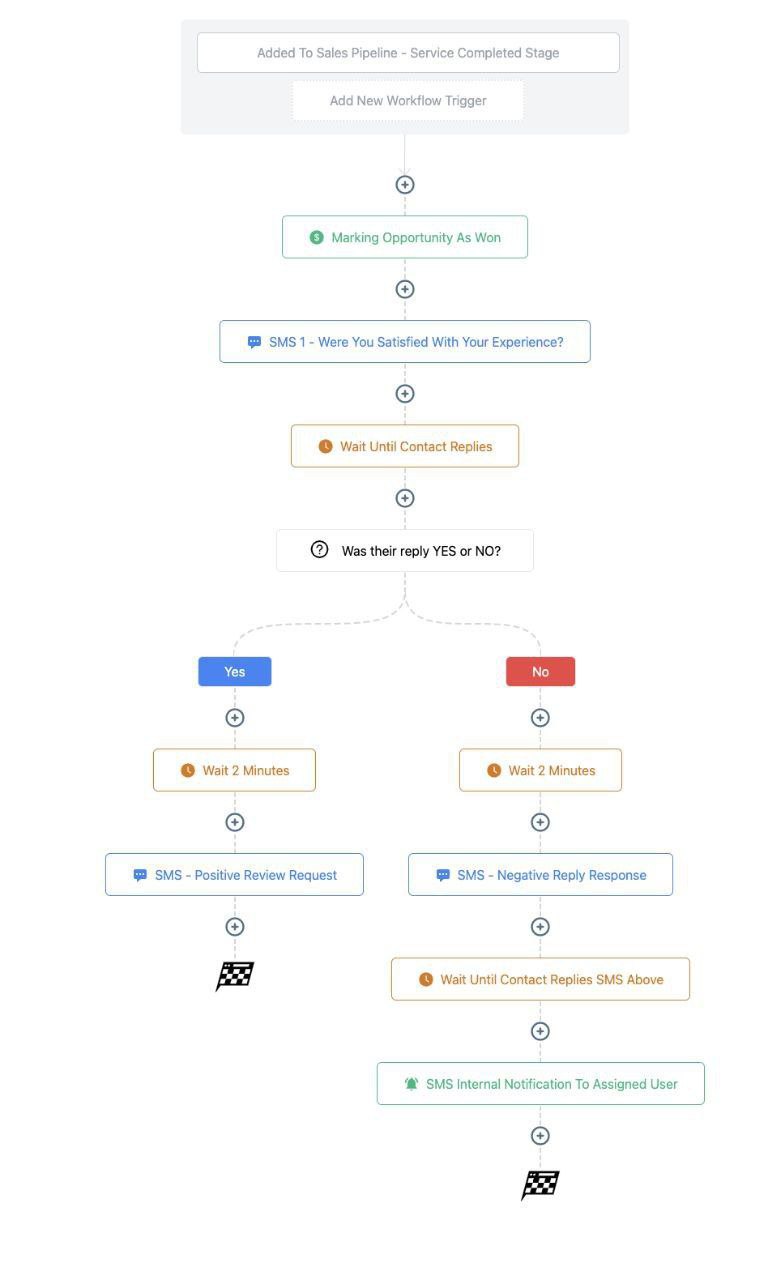 Added To Sales Pipeline - Service Completed Stage
Add New Workflow Trigger
Marking Opportunity As Won
SMS 1 - Were You Satisfied With Your Experience?
Wait Until Contact Replies
Was their reply YES or NO?
Yes
No
Wait 2 Minutes
Wait 2 Minutes
SMS - Positive Review Request
SMS - Negative Reply Response
Wait Until Contact Replies SMS Above
SMS Internal Notification To Assigned User